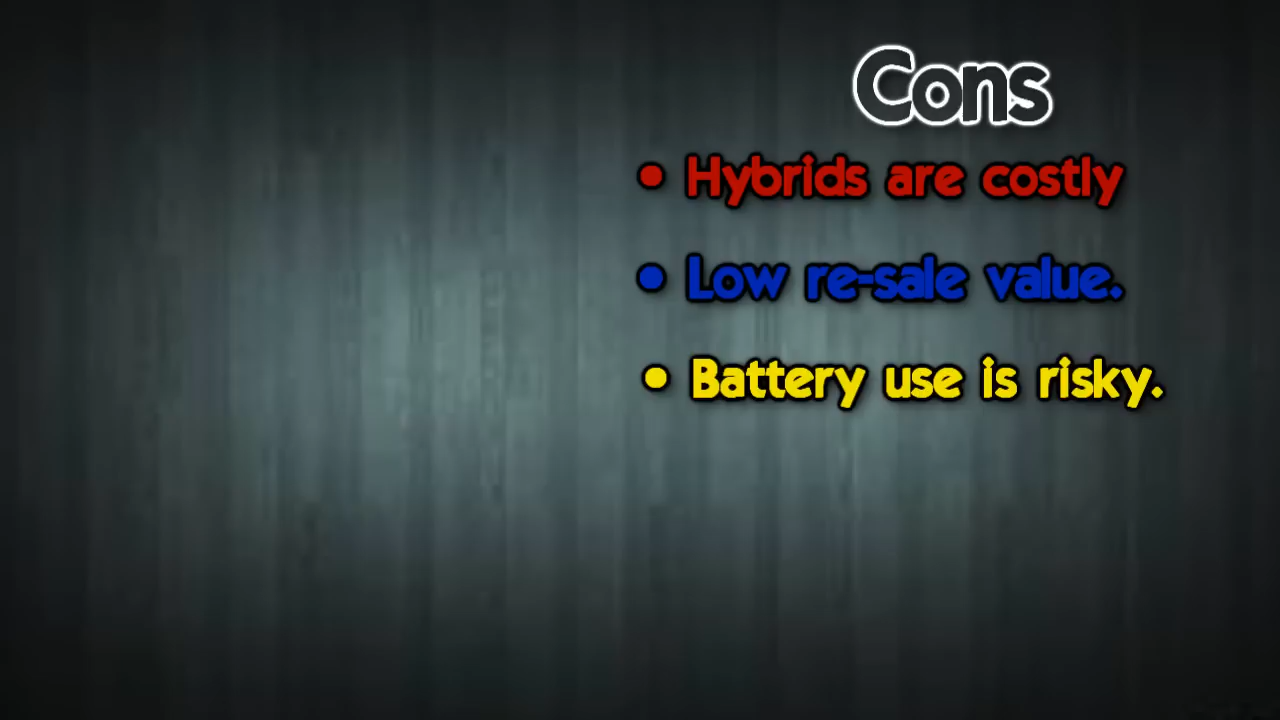 Cons
• Hybrids are costly
• Low re-sale value.
• Battery use is risky.